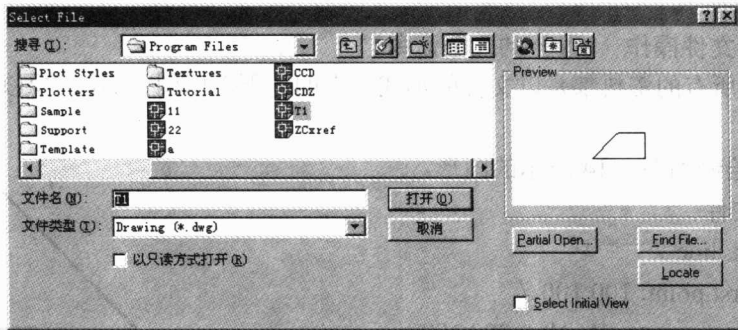 Select File
搜寻(I):
Program Files
Plot Styles
Textures
CCD
Plotters
Tutorial
CDZ
Sample
11
T1
Support
22
ZCxref
Template
a
文件名(N):
T1
打开(O)
文件类型(T):
Drawing (*.dwg)
取消
以只读方式打开(R)
Preview
Partial Open...
Find File...
Locate
Select Initial View